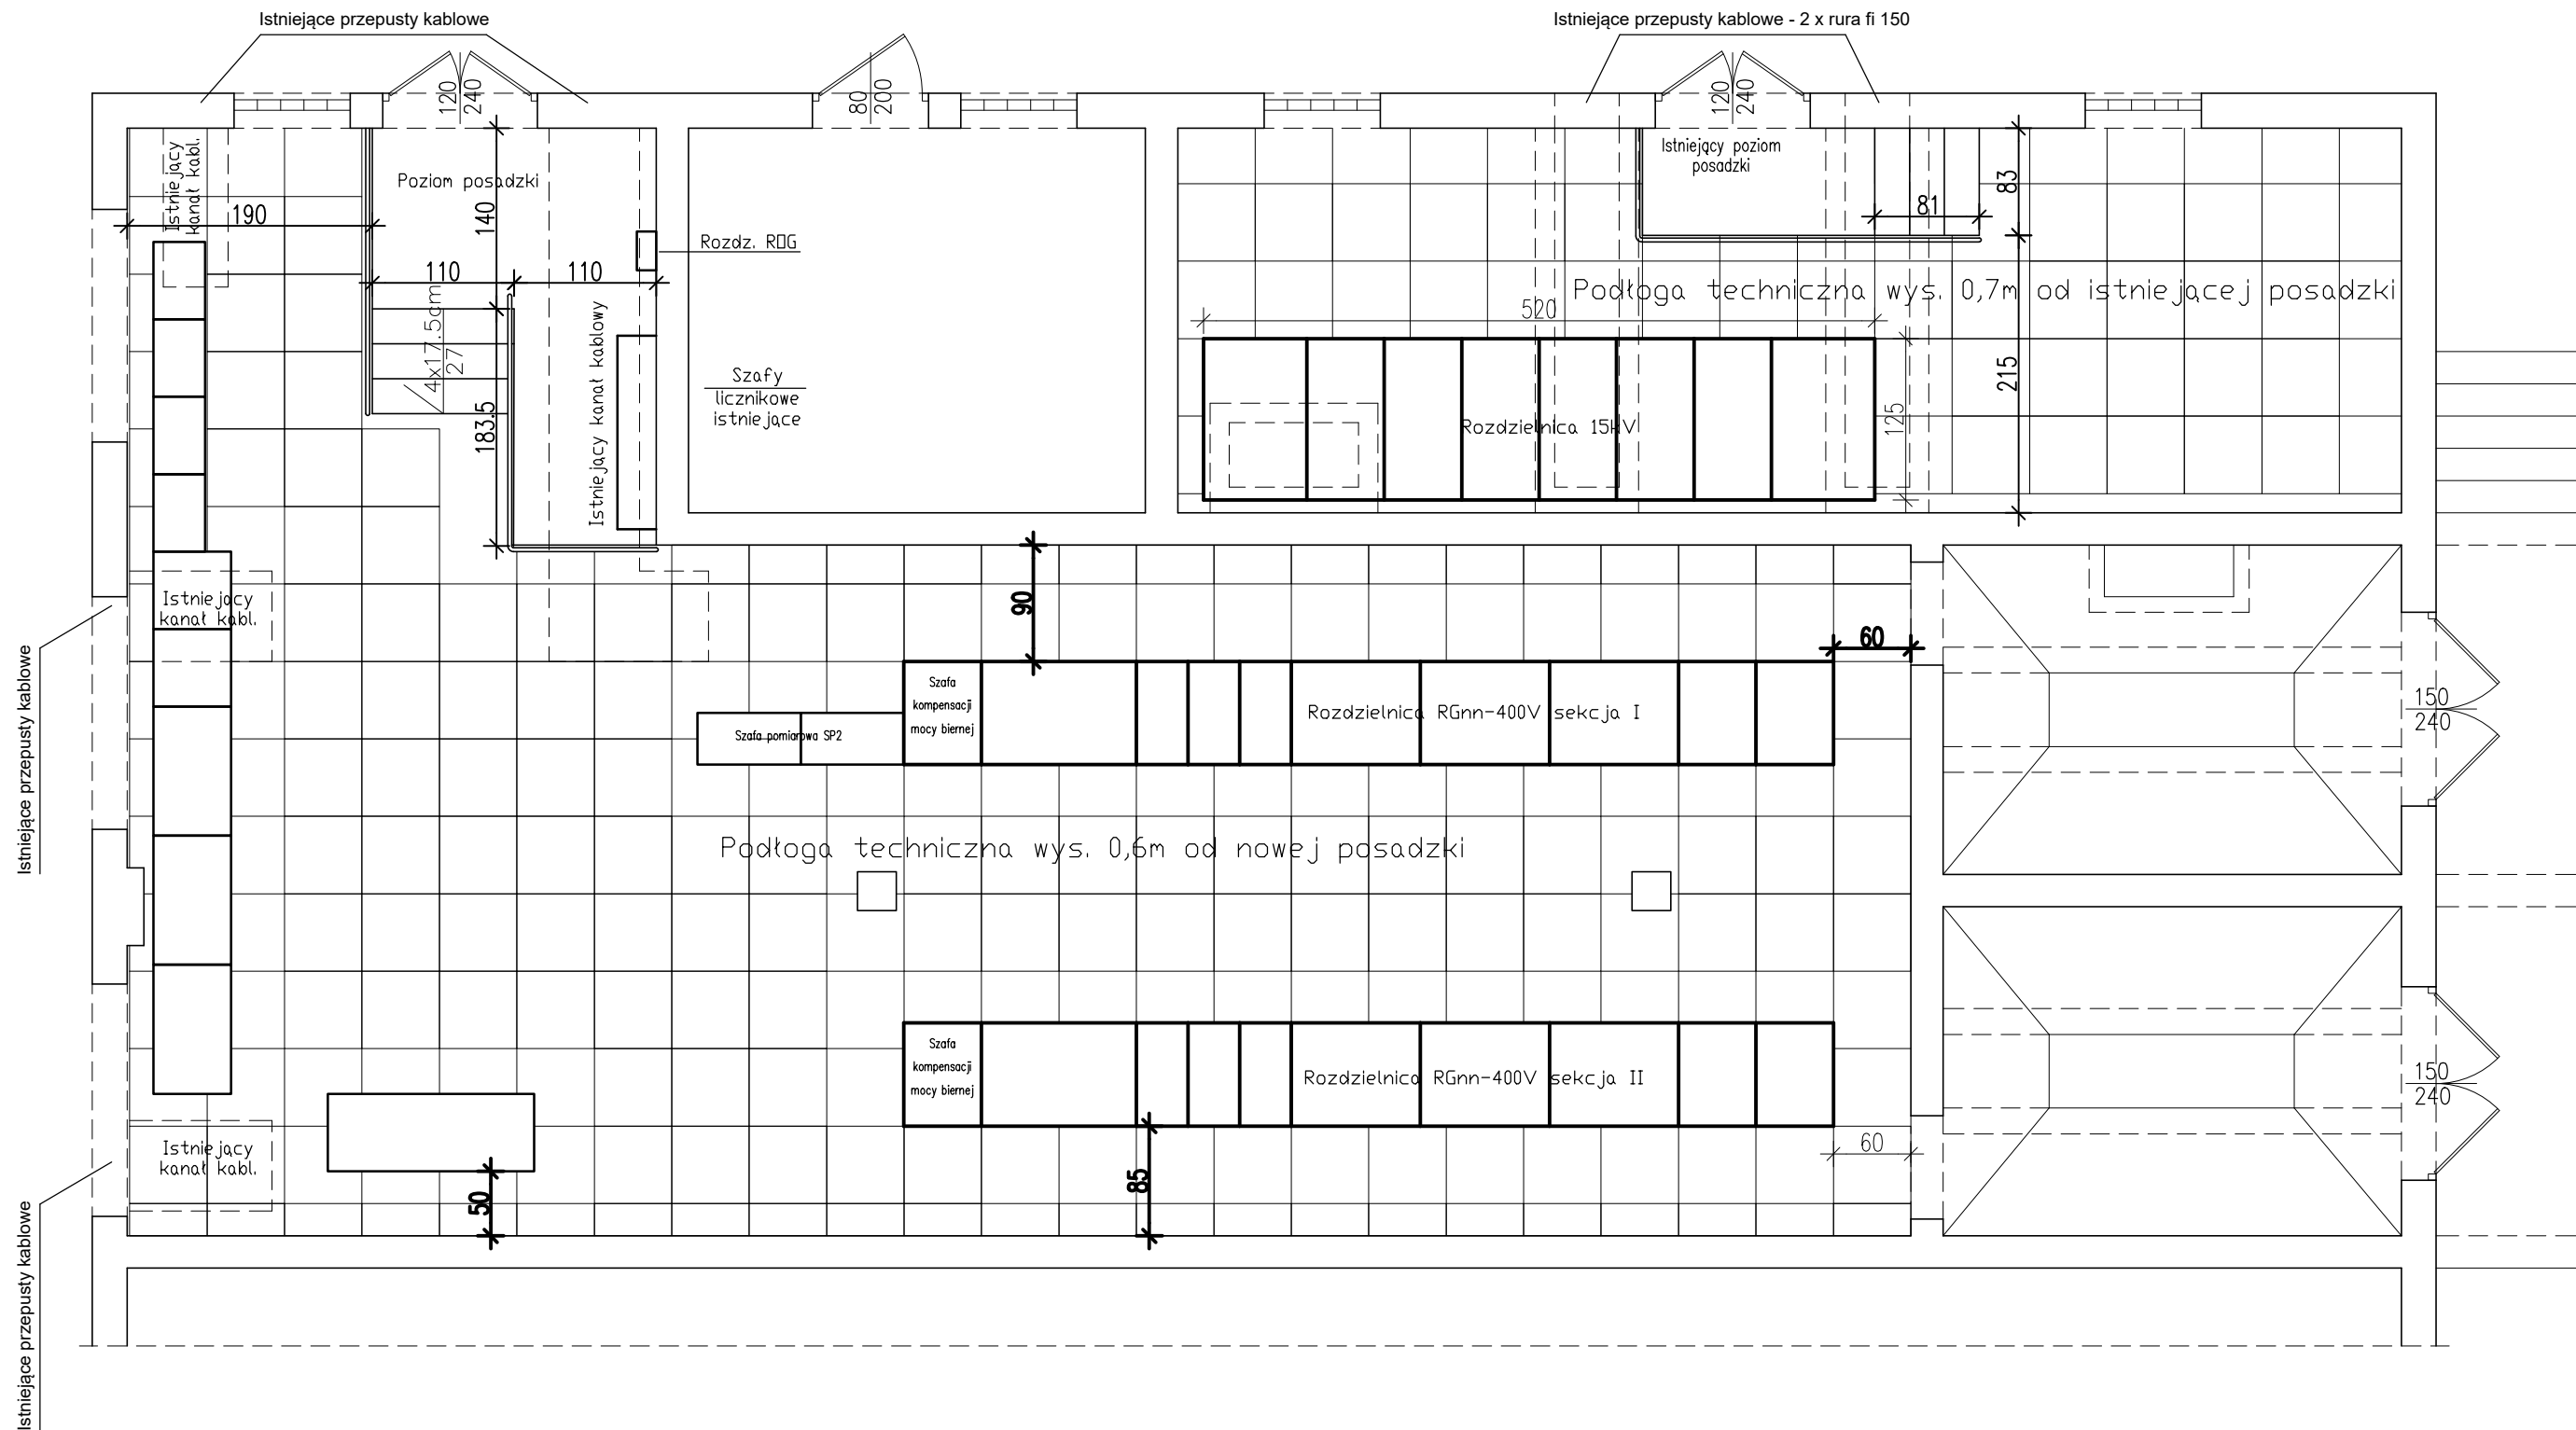 Istniejące przepusty kablowe
Istniejące przepusty kablowe - 2 x rura fi 150
120
240
80
200
120
240
Istniejący
kanał kabl.
190
Poziom posadzki
140
Rozdz. R□G
110
110
4x17.5cm
27
183.5
Istniejący kanał kablowy
Szafy
licznikowe
istniejące
Istniejący poziom
posadzki
81
83
Podłoga techniczna wys. 0,7m od istniejącej posadzki
520
215
125
Rozdzielnica 15kV
Istniejący
kanał kabl.
Istniejące przepusty kablowe
90
60
Szafa
kompensacji
mocy biernej
Rozdzielnica RGnn-400V sekcja I
Szafa pomiarowa SP2
150
240
Podłoga techniczna wys. 0,6m od nowej posadzki
Szafa
kompensacji
mocy biernej
Rozdzielnica RGnn-400V sekcja II
150
240
Istniejący
kanał kabl.
60
50
85
Istniejące przepusty kablowe